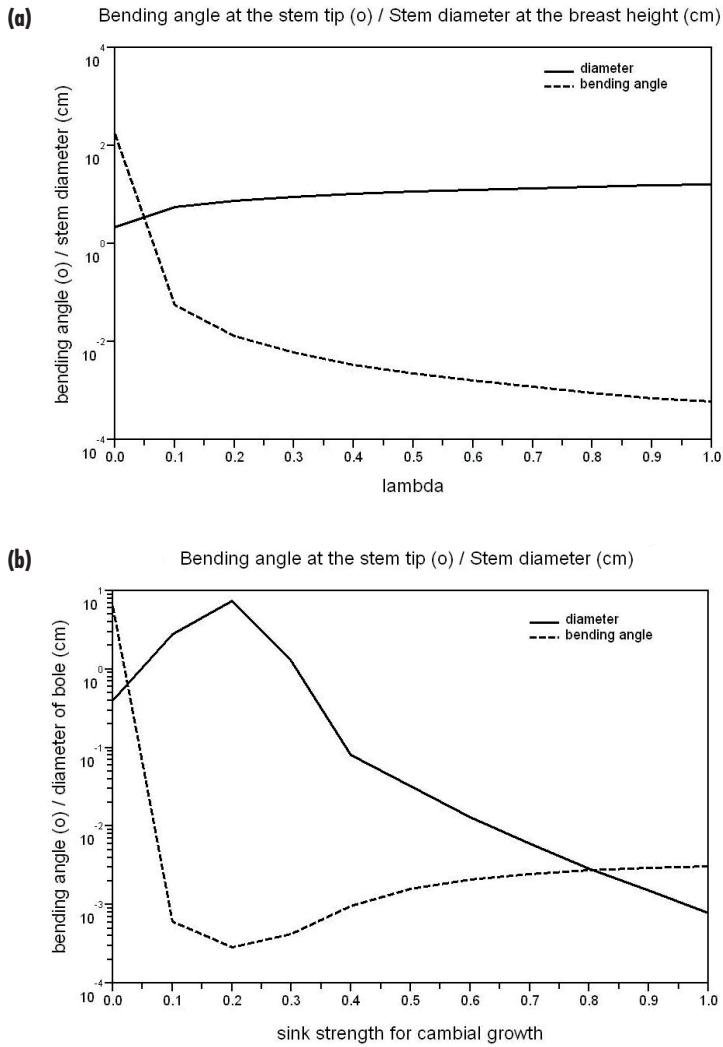 (a)
Bending angle at the stem tip (o) / Stem diameter at the breast height (cm)
10 4
10 2
10 0
10 -2
10 -4
bending angle (o) / stem diameter (cm)
diameter
bending angle
0.0 0.1 0.2 0.3 0.4 0.5 0.6 0.7 0.8 0.9 1.0
lambda
(b)
Bending angle at the stem tip (o) / Stem diameter (cm)
10 1
10 0
10 -1
10 -2
10 -3
10 -4
bending angle (o) / diameter of bole (cm)
diameter
bending angle
0.0 0.1 0.2 0.3 0.4 0.5 0.6 0.7 0.8 0.9 1.0
sink strength for cambial growth